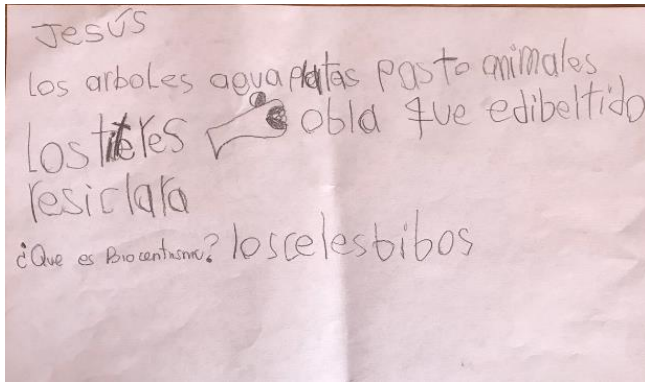 Jesús
los arboles agua platas pasto animales
los titeres obla que edibeltido
resiclara
¿Que es Biocentrismo? loscelesbibos